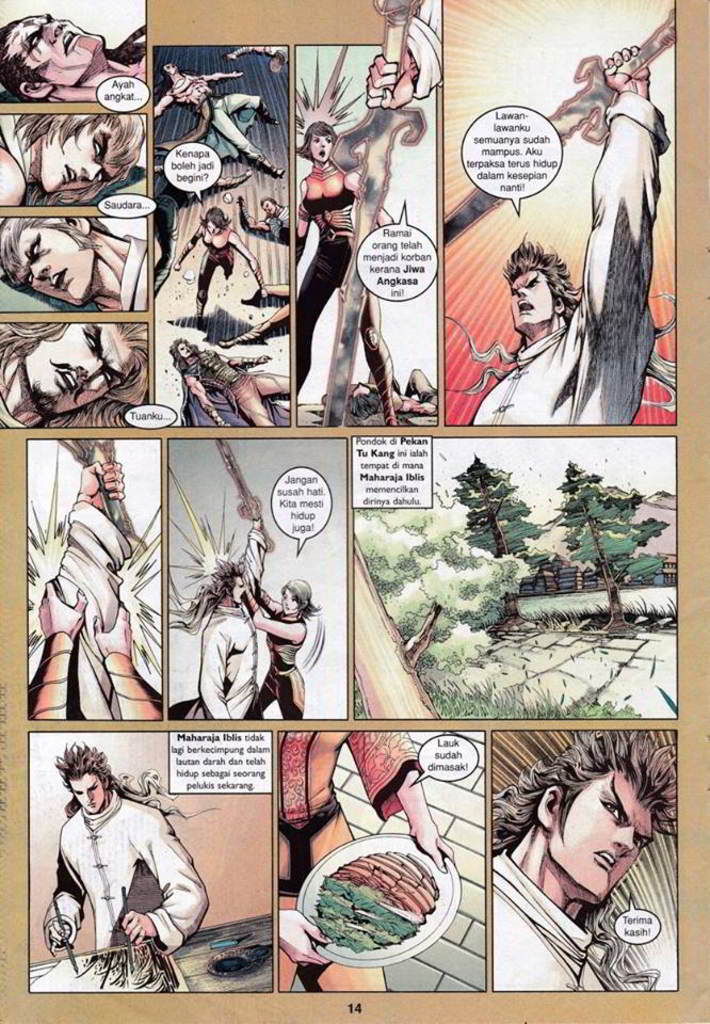 Ayah
angkat...
Saudara...
Tuanku...
Kenapa
boleh jadi
begini?
Ramai
orang telah
menjadi korban
kerana Jiwa
Angkasa
ini!
Lawan-
lawanku
semuanya sudah
mampus. Aku
terpaksa terus hidup
dalam kesepian
nanti!
Jangan
susah hati.
Kita mesti
hidup
juga!
Pondok di Pekan
Tu Kang ini ialah
tempat di mana
Maharaja Iblis
memencilkan
dirinya dahulu.
Maharaja Iblis tidak
lagi berkecimpung dalam
lautan darah dan telah
hidup sebagai seorang
pelukis sekarang.
Lauk
sudah
dimasak!
Terima
kasih!
14